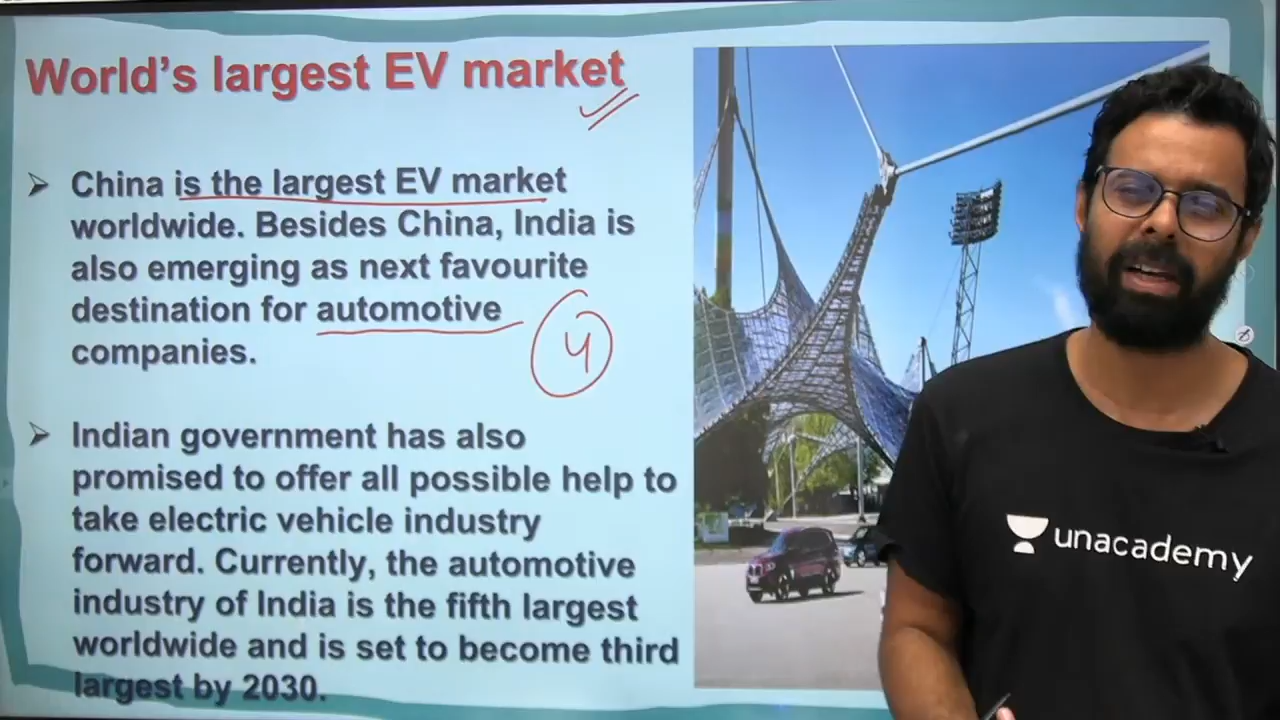 World's largest EV market
➢ China is the largest EV market
worldwide. Besides China, India is
also emerging as next favourite
destination for automotive
companies.
4
➢ Indian government has also
promised to offer all possible help to
take electric vehicle industry
forward. Currently, the automotive
industry of India is the fifth largest
worldwide and is set to become third
largest by 2030.
unacademy